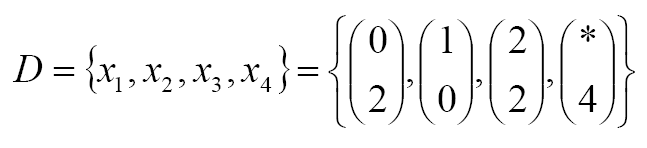 D = {x₁, x₂, x₃, x₄} = {(0 2), (1 0), (2 2), (* 4)}